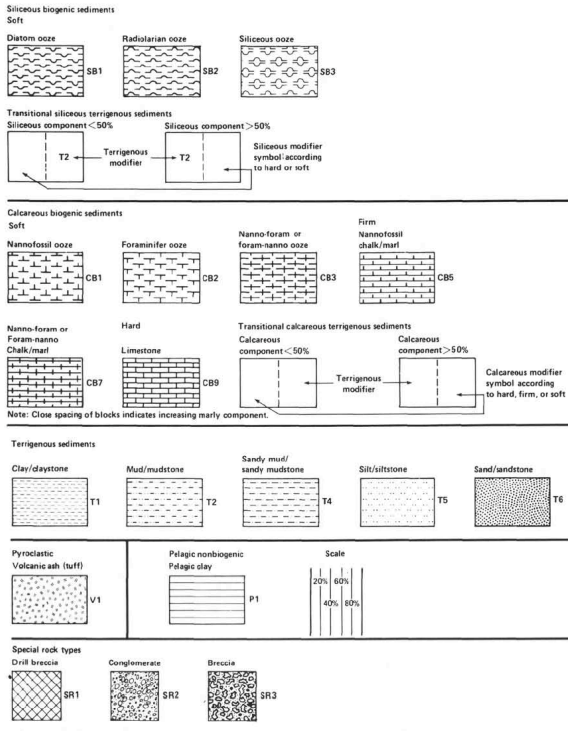 Siliceous biogenic sediments
Soft
Diatom ooze
Radiolarian ooze
Siliceous ooze
SB1
SB2
SB3
Transitional siliceous terrigenous sediments
Siliceous component<50%
Siliceous component>50%
T2
Terrigenous
modifier
T2
Siliceous modifier
symbol: according
to hard or soft
Calcareous biogenic sediments
Soft
Nannofossil ooze
Foraminifer ooze
Nanno-foram or
foram-nanno ooze
Firm
Nannofossil
chalk/marl
CB1
CB2
CB3
CB5
Nanno-foram or
Foram-nanno
Chalk/marl
Hard
Limestone
Transitional calcareous terrigenous sediments
Calcareous
component<50%
Calcareous
component>50%
CB7
CB9
Terrigenous
modifier
Calcareous modifier
symbol according
to hard, firm, or soft
Note: Close spacing of blocks indicates increasing marly component.
Terrigenous sediments
Clay/claystone
Mud/mudstone
Sandy mud/
sandy mudstone
Silt/siltstone
Sand/sandstone
T1
T2
T4
T5
T6
Pyroclastic
Volcanic ash (tuff)
V1
Pelagic nonbiogenic
Pelagic clay
P1
Scale
20% 60%
40% 80%
Special rock types
Drill breccia
Conglomerate
Breccia
SR1
SR2
SR3